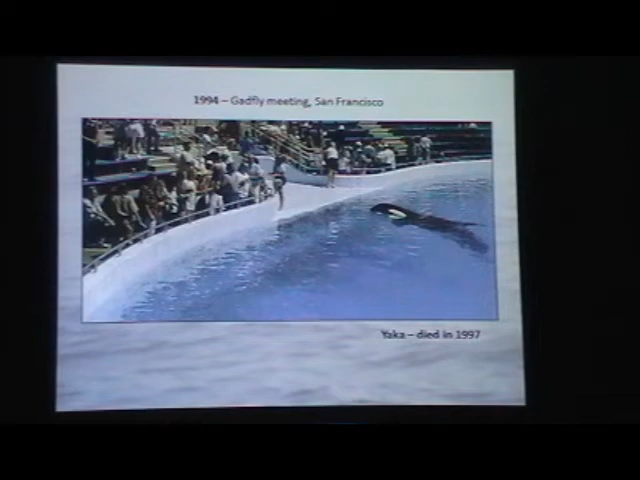 1994 – Gadfly meeting, San Francisco
Yaka – died in 1997